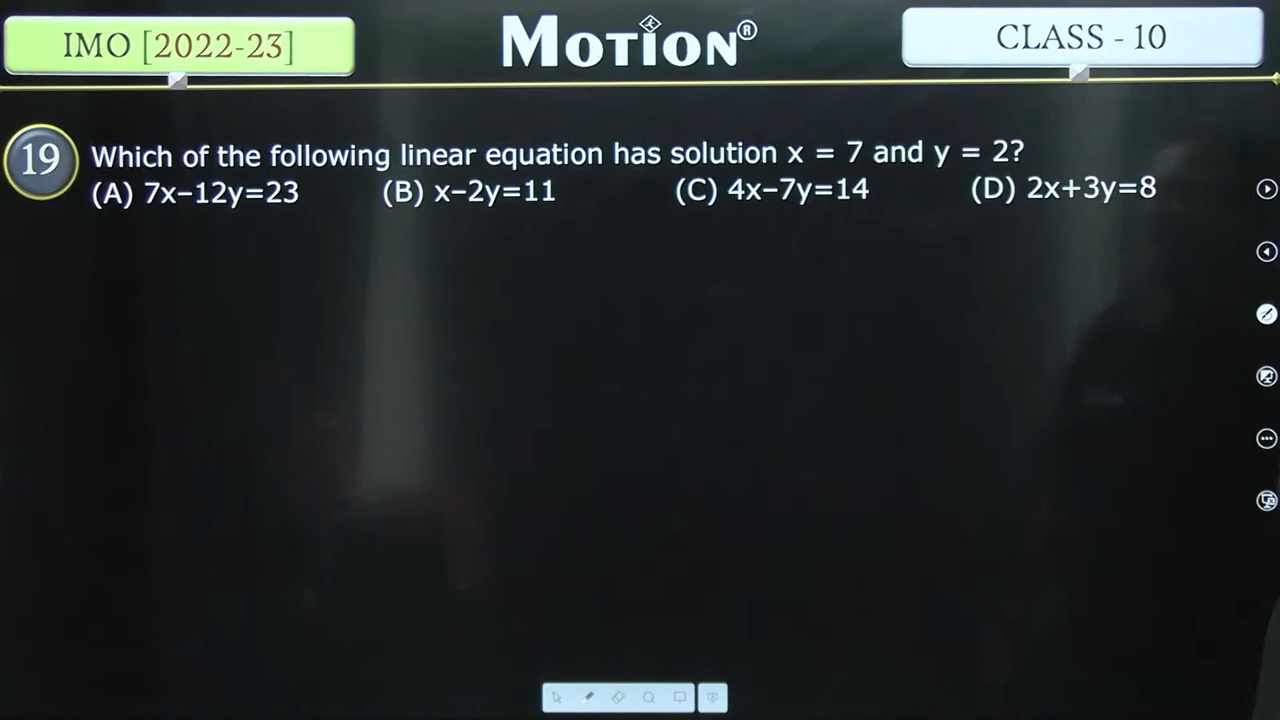 IMO [2022-23]
MOTION®
CLASS - 10
19
Which of the following linear equation has solution x = 7 and y = 2?
(A) 7x–12y=23 (B) x–2y=11 (C) 4x–7y=14 (D) 2x+3y=8